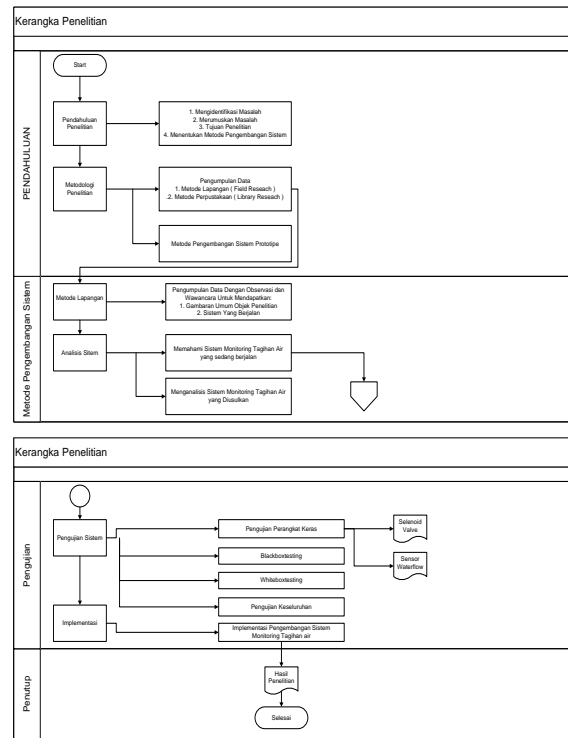 Kerangka Penelitian
PENDAHULUAN
Start
Pendahuluan
Penelitian
1. Mengidentifikasi Masalah
2. Merumuskan Masalah
3. Tujuan Penelitian
4. Menentukan Metode Pengembangan Sistem
Metodologi
Penelitian
Pengumpulan Data
1. Metode Lapangan ( Field Reseach )
.2. Metode Perpustakaan ( Library Reseach )
Metode Pengembangan Sistem Prototipe
Metode Pengembangan Sistem
Metode Lapangan
Pengumpulan Data Dengan Observasi dan
Wawancara Untuk Mendapatkan:
1. Gambaran Umum Objek Penelitian
2. Sistem Yang Berjalan
Analisis Sitem
Memahami Sistem Monitoring Tagihan Air
yang sedang berjalan
Menganalisis Sistem Monitoring Tagihan Air
yang Diusulkan
Kerangka Penelitian
Pengujian
Pengujian Sistem
Pengujian Perangkat Keras
Selenoid
Valve
Sensor
Waterflow
Blackboxtesting
Whiteboxtesting
Pengujian Keseluruhan
Implementasi
Implementasi Pengembangan Sistem
Monitoring Tagihan air
Penutup
Hasil
Penelitian
Selesai